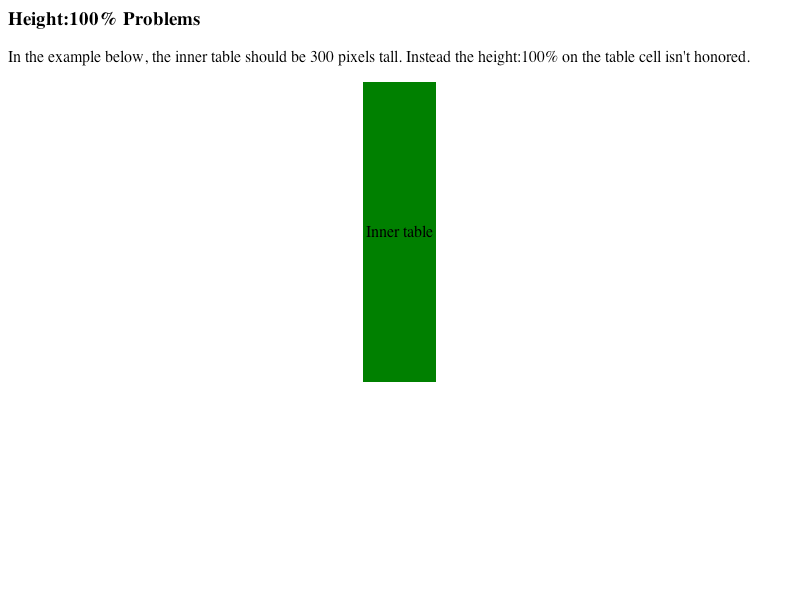 Height:100% Problems
In the example below, the inner table should be 300 pixels tall. Instead the height:100% on the table cell isn't honored.
Inner table